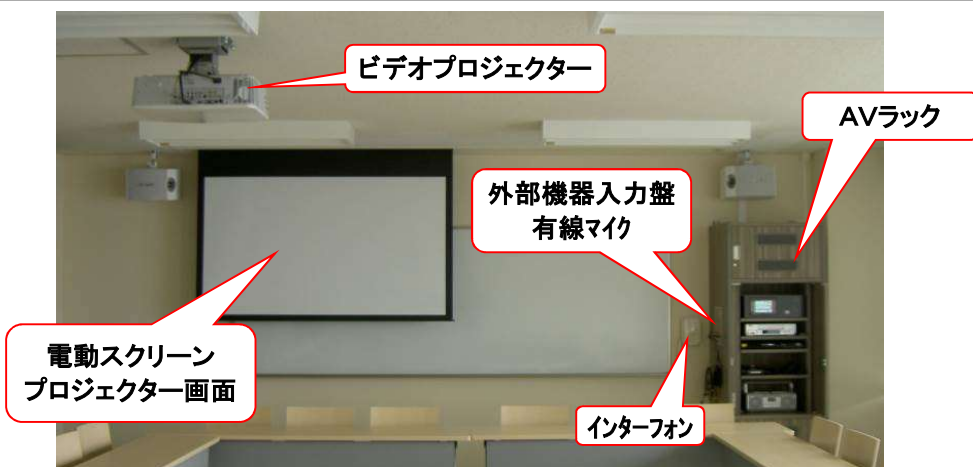 ビデオプロジェクター
AVラック
外部機器入力盤
有線マイク
電動スクリーン
プロジェクター画面
インターフォン